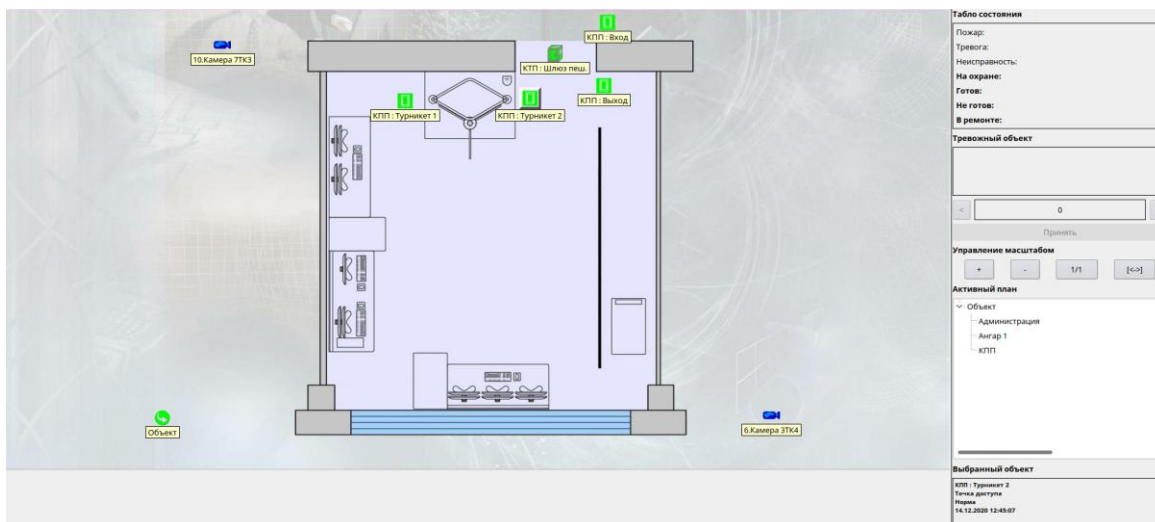 10.Камера 7ТК3
КПП : Вход
КТП : Шлюз пеш.
КПП : Выход
КПП : Турникет 1
КПП : Турникет 2
Объект
6.Камера 3ТК4
Табло состояния
Пожар:
Тревога:
Неисправность:
На охране:
Готов:
Не готов:
В ремонте:
Тревожный объект
<
0
Принять
Управление масштабом
+
-
1/1
[<->]
Активный план
Объект
Администрация
Ангар 1
КПП
Выбранный объект
КПП : Турникет 2
Точка доступа
Норма
14.12.2020 12:45:07